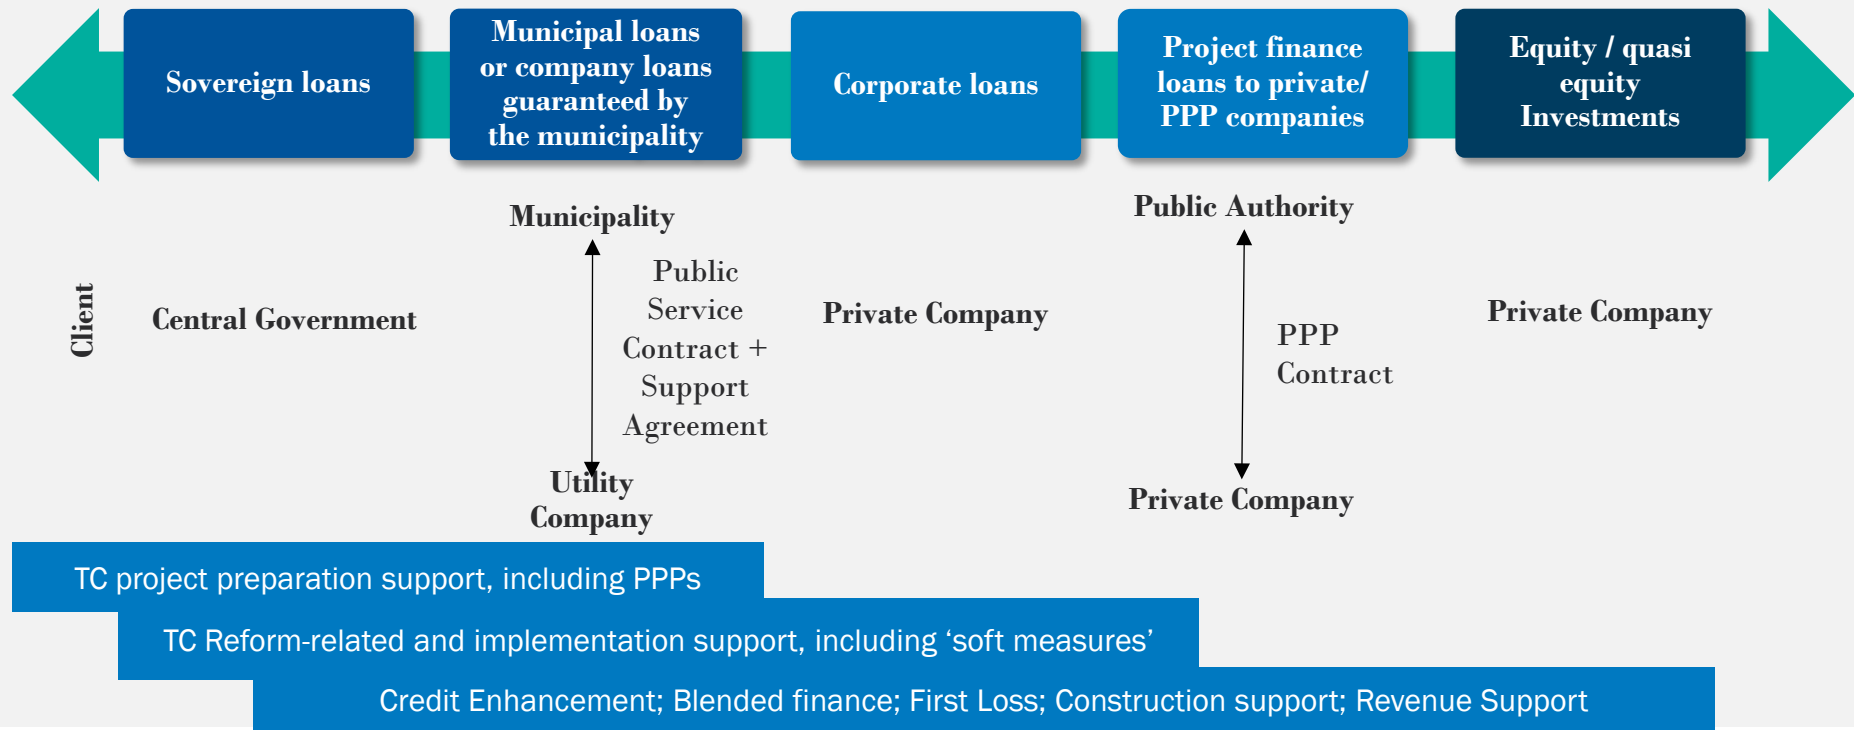 Sovereign loans
Municipal loans
or company loans
guaranteed by
the municipality
Corporate loans
Project finance
loans to private/
PPP companies
Equity / quasi
equity
Investments
Client
Central Government
Municipality
Public
Service
Contract +
Support
Agreement
Utility
Company
Private Company
Public Authority
PPP
Contract
Private Company
Private Company
TC project preparation support, including PPPs
TC Reform-related and implementation support, including ‘soft measures’
Credit Enhancement; Blended finance; First Loss; Construction support; Revenue Support